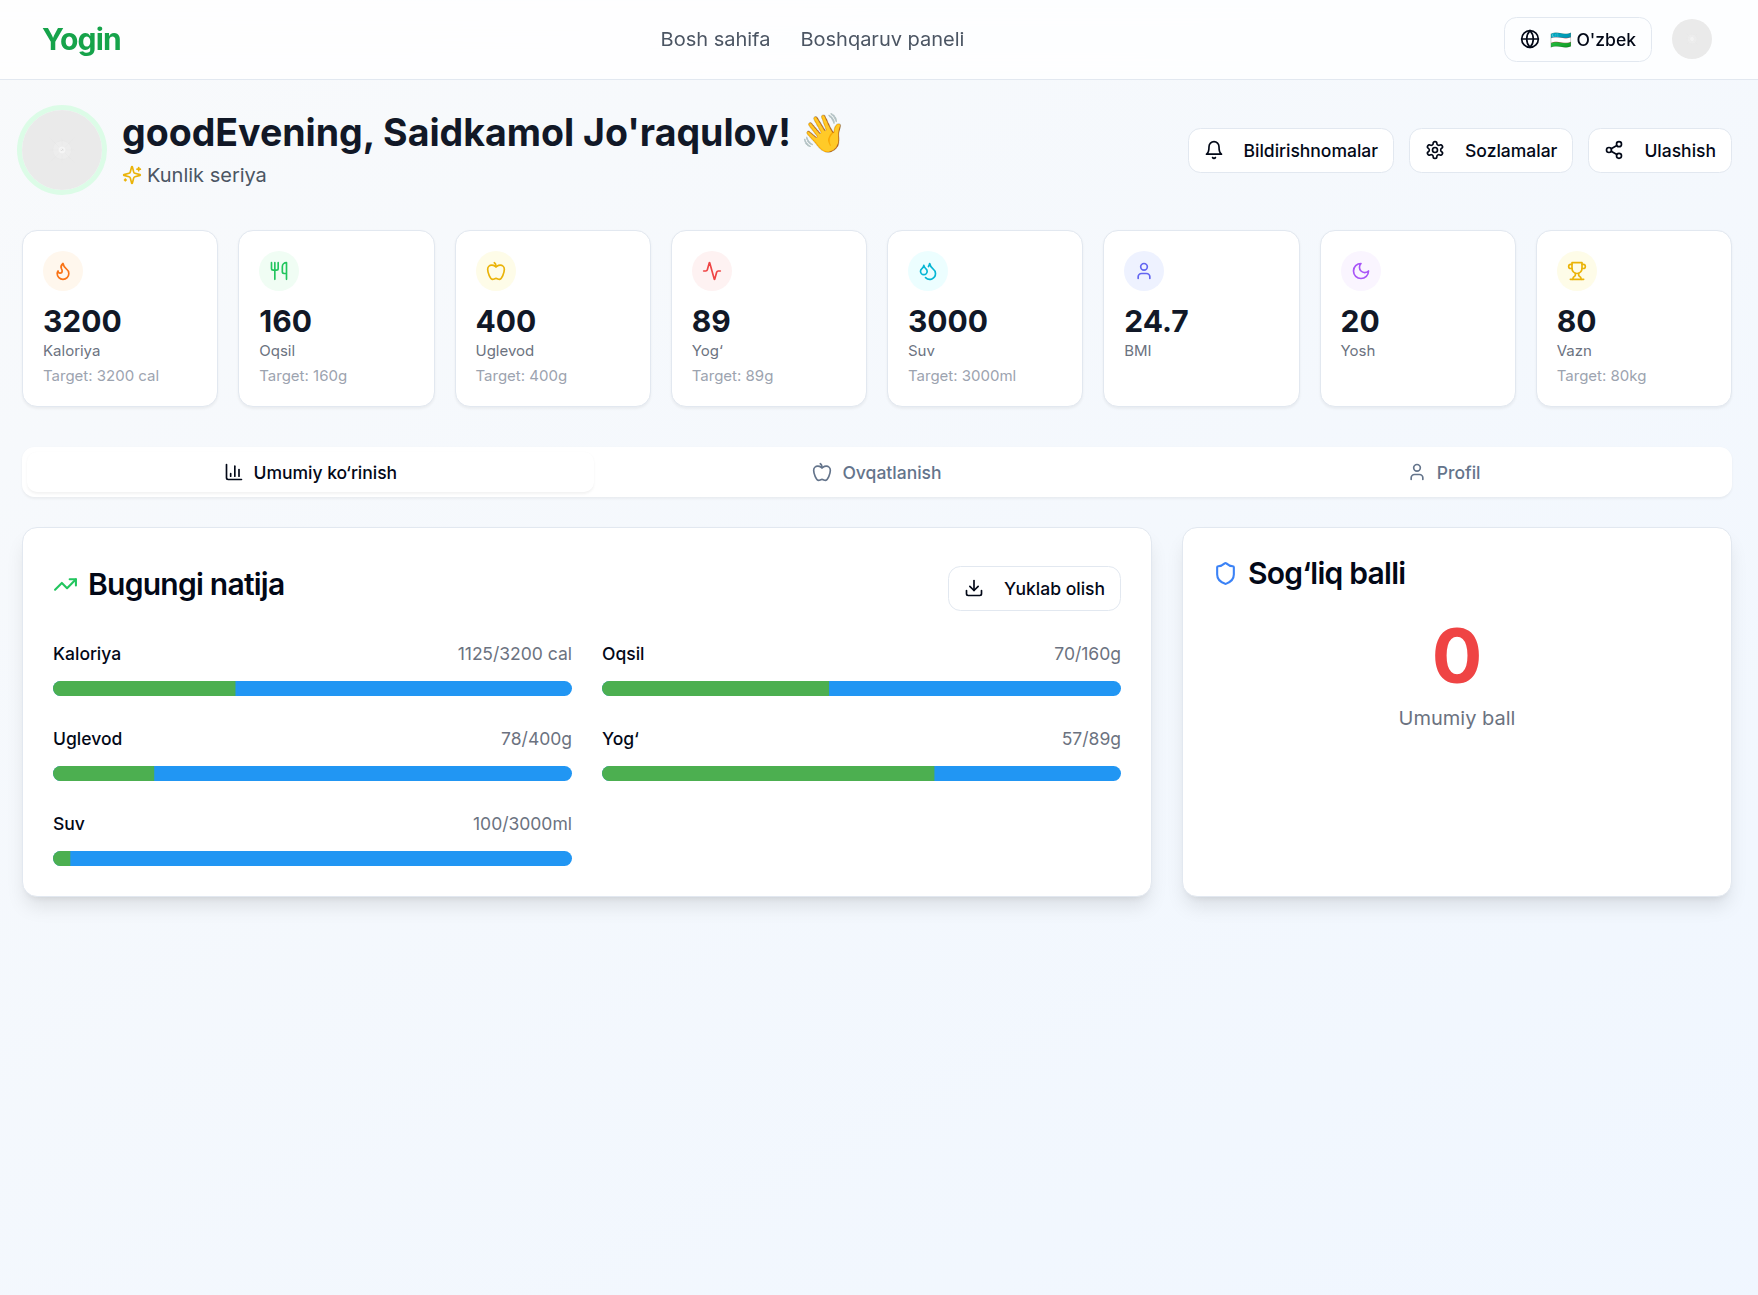 Yogin
Bosh sahifa
Boshqaruv paneli
O'zbek
goodEvening, Saidkamol Jo'raqulov! 👋
Kunlik seriya
Bildirishnomalar
Sozlamalar
Ulashish
3200
Kaloriya
Target: 3200 cal
160
Oqsil
Target: 160g
400
Uglevod
Target: 400g
89
Yog‘
Target: 89g
3000
Suv
Target: 3000ml
24.7
BMI
20
Yosh
80
Vazn
Target: 80kg
Umumiy ko‘rinish
Ovqatlanish
Profil
Bugungi natija
Yuklab olish
Kaloriya 1125/3200 cal
Oqsil 70/160g
Uglevod 78/400g
Yog‘ 57/89g
Suv 100/3000ml
Sog‘liq balli
0
Umumiy ball